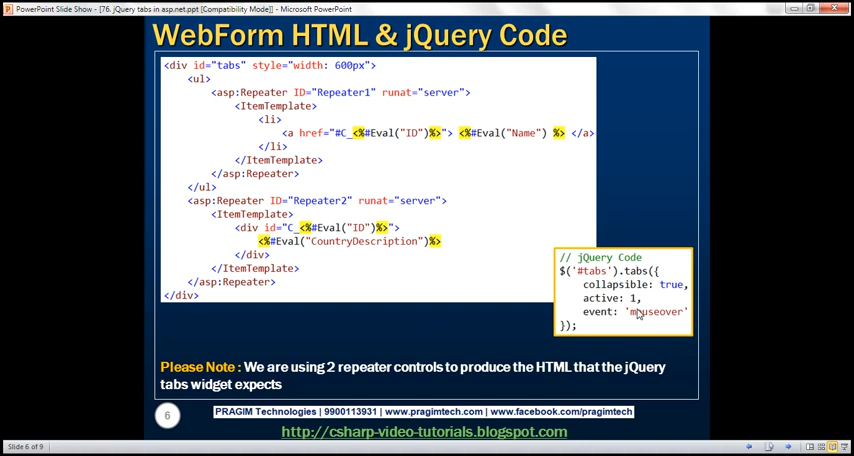 PowerPoint Slide Show - [76. jQuery tabs in asp.net.ppt [Compatibility Mode]] - Microsoft PowerPoint
WebForm HTML & jQuery Code
<div id="tabs" style="width: 600px">
<ul>
<asp:Repeater ID="Repeater1" runat="server">
<ItemTemplate>
<li>
<a href="#C_<%#Eval("ID")%>"> <%#Eval("Name") %> </a>
</li>
</ItemTemplate>
</asp:Repeater>
</ul>
<asp:Repeater ID="Repeater2" runat="server">
<ItemTemplate>
<div id="C_<%#Eval("ID")%>">
<%#Eval("CountryDescription")%>
</div>
</ItemTemplate>
</asp:Repeater>
</div>
// jQuery Code
$('#tabs').tabs({
collapsible: true,
active: 1,
event: 'mouseover'
});
Please Note : We are using 2 repeater controls to produce the HTML that the jQuery
tabs widget expects
6
PRAGIM Technologies | 9900113931 | www.pragimtech.com | www.facebook.com/pragimtech
http://csharp-video-tutorials.blogspot.com
Slide 6 of 9